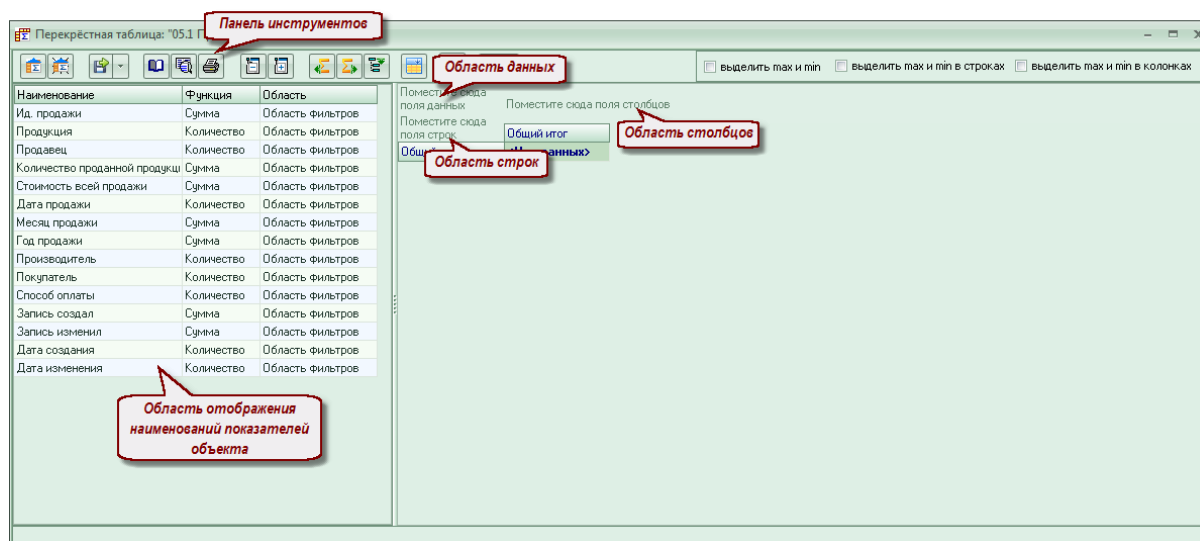 Перекрёстная таблица: "05.1 П
Панель инструментов
Область данных
выделить max и min
выделить max и min в строках
выделить max и min в колонках
Наименование Функция Область
Ид. продажи Сумма Область фильтров
Продукция Количество Область фильтров
Продавец Количество Область фильтров
Количество проданной продукци Сумма Область фильтров
Стоимость всей продажи Сумма Область фильтров
Дата продажи Количество Область фильтров
Месяц продажи Сумма Область фильтров
Год продажи Сумма Область фильтров
Производитель Количество Область фильтров
Покупатель Количество Область фильтров
Способ оплаты Количество Область фильтров
Запись создал Сумма Область фильтров
Запись изменил Сумма Область фильтров
Дата создания Количество Область фильтров
Дата изменения Количество Область фильтров
Область отображения
наименований показателей
объекта
Поместите сюда
поля данных
Поместите сюда поля столбцов
Поместите сюда
поля строк
Общий итог
Область столбцов
Область строк